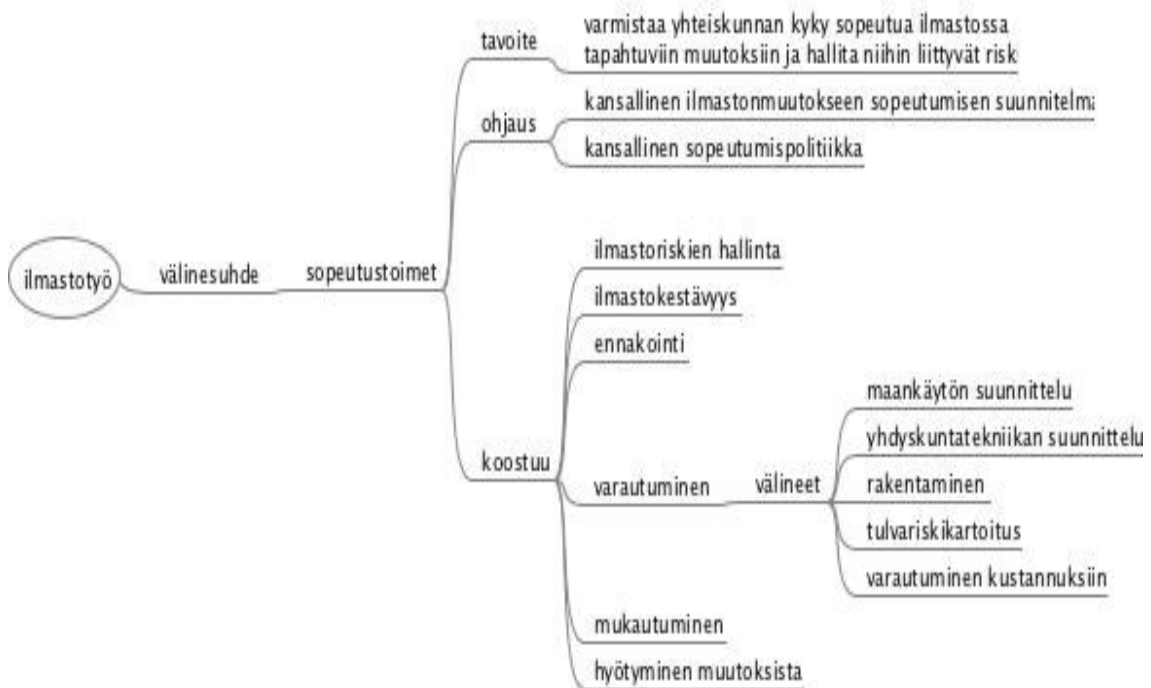 tavoite
varmistaa yhteiskunnan kyky sopeutua ilmastossa
tapahtuviin muutoksiin ja hallita niihin liittyvät risk
ohjaus
kansallinen ilmastonmuutokseen sopeutumisen suunnitelma
kansallinen sopeutumispolitiikka
ilmastotyö
välinesuhde
sopeutustoimet
koostuu
ilmastoriskien hallinta
ilmastokestävyys
ennakointi
varautuminen
välineet
maankäytön suunnittelu
yhdyskuntatekniikan suunnittelu
rakentaminen
tulvariskikartoitus
varautuminen kustannuksiin
mukautuminen
hyötyminen muutoksista